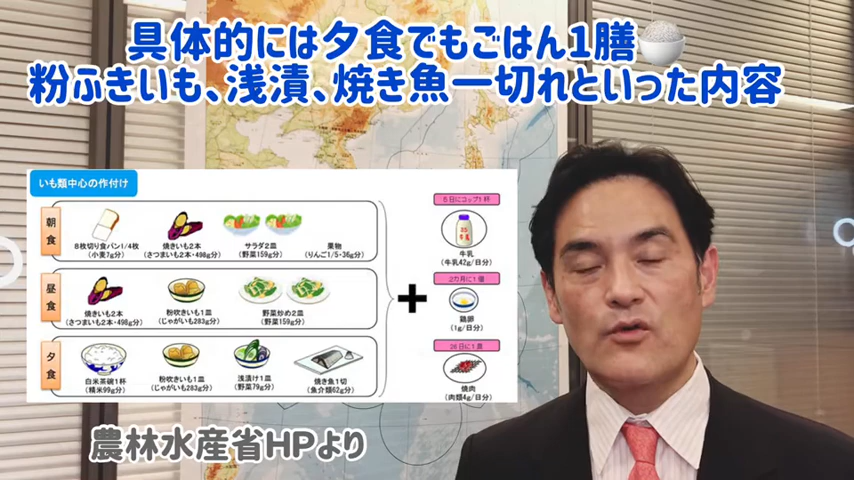 具体的には夕食でもごはん1膳
粉ふきいも、浅漬、焼き魚一切れといった内容
いも類中心の作付け
朝食
8枚切り食パン1/4枚
(小麦7g分)
焼きいも2本
(さつまいも2本・498g分)
サラダ2皿
(野菜159g分)
果物
(りんご1/5・36g分)
昼食
焼きいも2本
(さつまいも2本・498g分)
粉吹きいも1皿
(じゃがいも283g分)
野菜炒め2皿
(野菜159g分)
夕食
白米茶碗1杯
(精米99g分)
粉吹いも1皿
(じゃがいも283g分)
浅漬け1皿
(野菜79g分)
焼き魚1切
(魚介類62g分)
+
5日にコップ1杯
牛乳
(牛乳42g/日分)
2カ月に1個
鶏卵
(1g/日分)
26日に1皿
焼肉
(肉類4g/日分)
農林水産省HPより